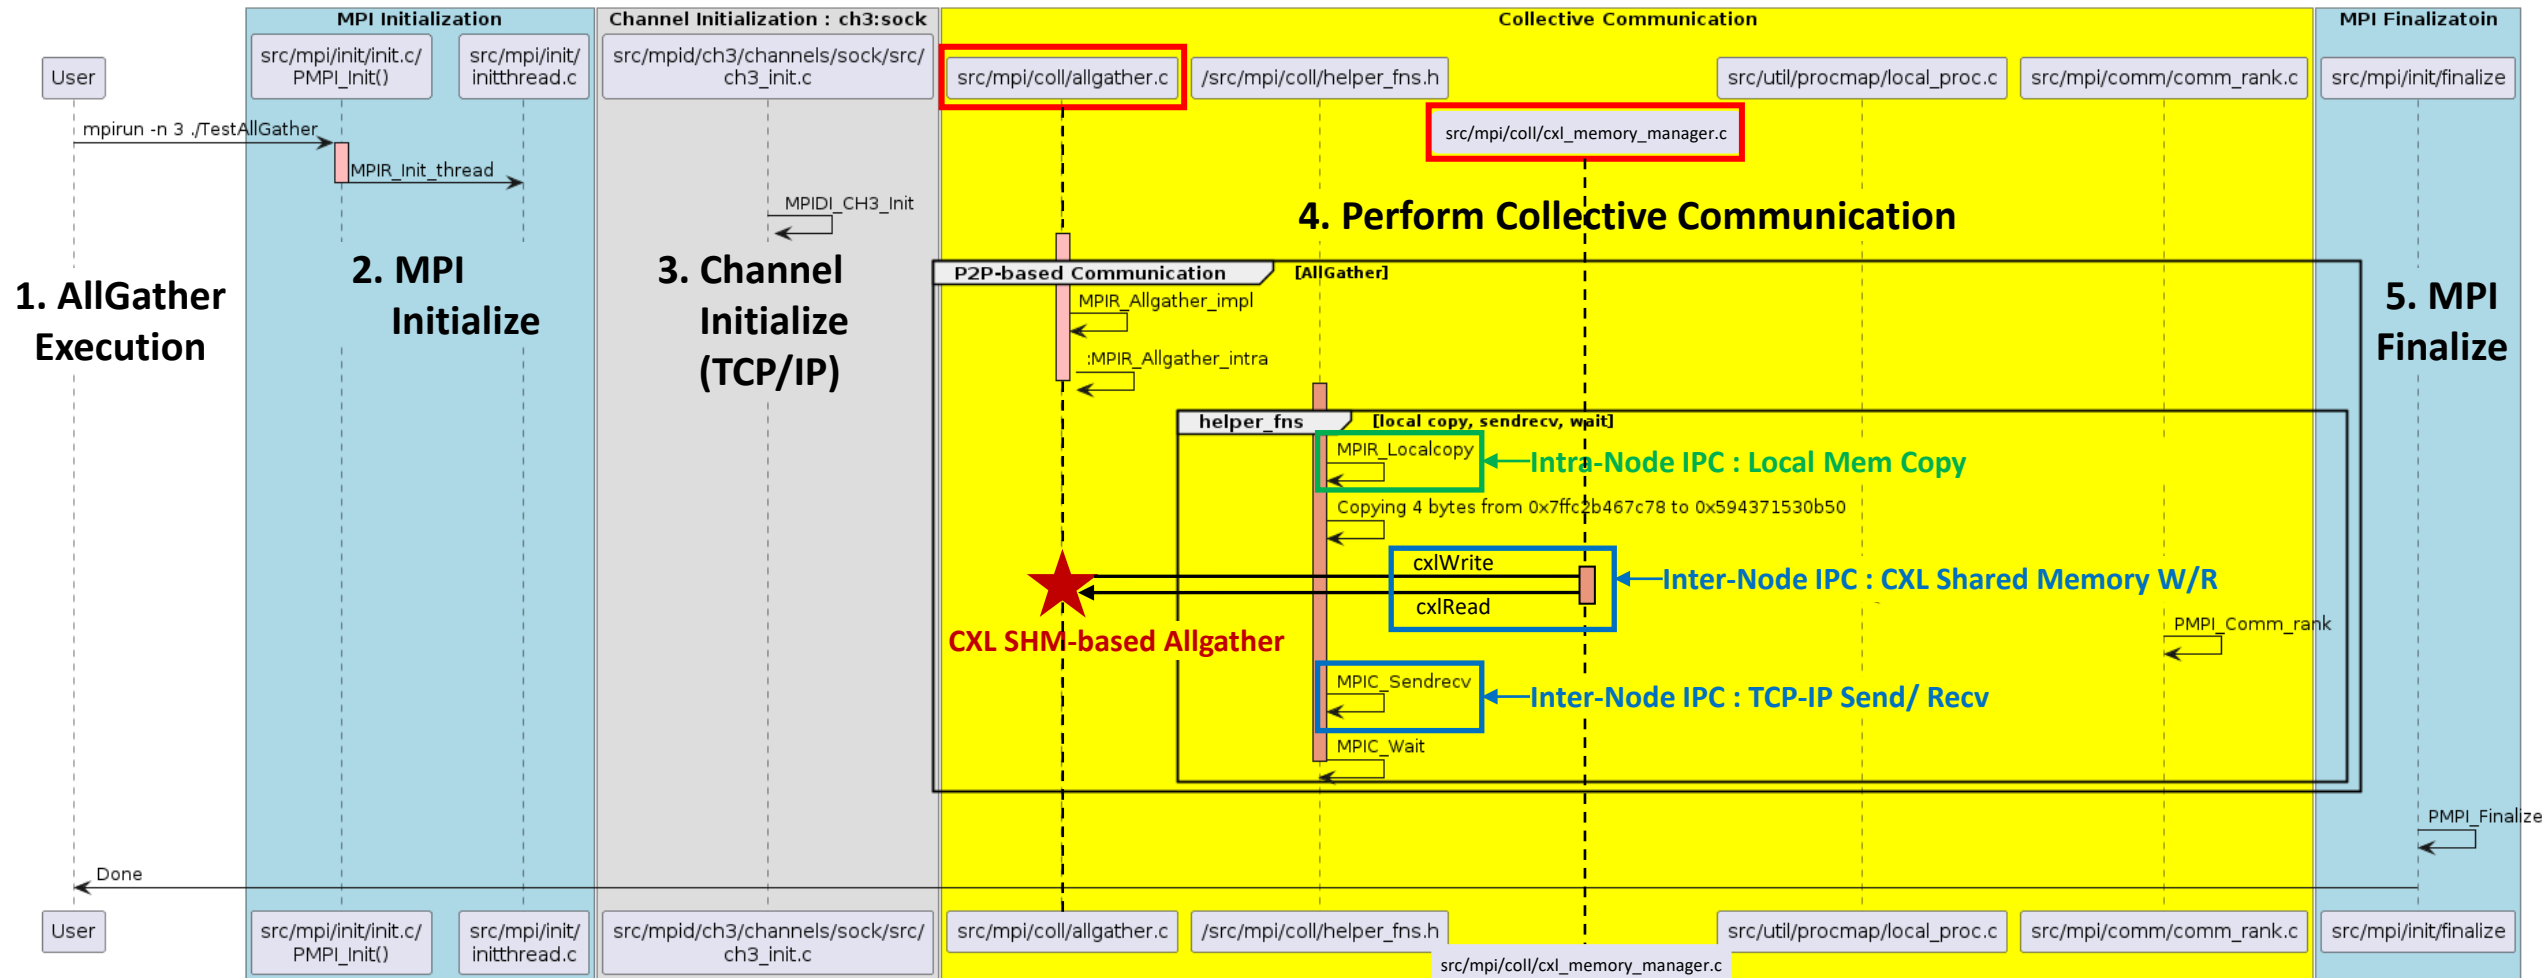 MPI Initialization
Channel Initialization : ch3:sock
Collective Communication
MPI Finalizatoin
User
src/mpi/init/init.c/
PMPI_Init()
src/mpi/init/
initthread.c
src/mpid/ch3/channels/sock/src/
ch3_init.c
src/mpi/coll/allgather.c
/src/mpi/coll/helper_fns.h
src/util/procmap/local_proc.c
src/mpi/comm/comm_rank.c
src/mpi/init/finalize
src/mpi/coll/cxl_memory_manager.c
mpirun -n 3 ./TestAllGather
MPIR_Init_thread
MPIDI_CH3_Init
4. Perform Collective Communication
1. AllGather
Execution
2. MPI
Initialize
3. Channel
Initialize
(TCP/IP)
5. MPI
Finalize
P2P-based Communication
[AllGather]
MPIR_Allgather_impl
:MPIR_Allgather_intra
helper_fns
[local copy, sendrecv, wait]
MPIR_Localcopy
Intra-Node IPC : Local Mem Copy
Copying 4 bytes from 0x7ffc2b467c78 to 0x594371530b50
cxlWrite
Inter-Node IPC : CXL Shared Memory W/R
cxlRead
CXL SHM-based Allgather
PMPI_Comm_rank
MPIC_Sendrecv
Inter-Node IPC : TCP-IP Send/ Recv
MPIC_Wait
PMPI_Finalize
Done
User
src/mpi/init/init.c/
PMPI_Init()
src/mpi/init/
initthread.c
src/mpid/ch3/channels/sock/src/
ch3_init.c
src/mpi/coll/allgather.c
/src/mpi/coll/helper_fns.h
src/util/procmap/local_proc.c
src/mpi/comm/comm_rank.c
src/mpi/init/finalize
src/mpi/coll/cxl_memory_manager.c